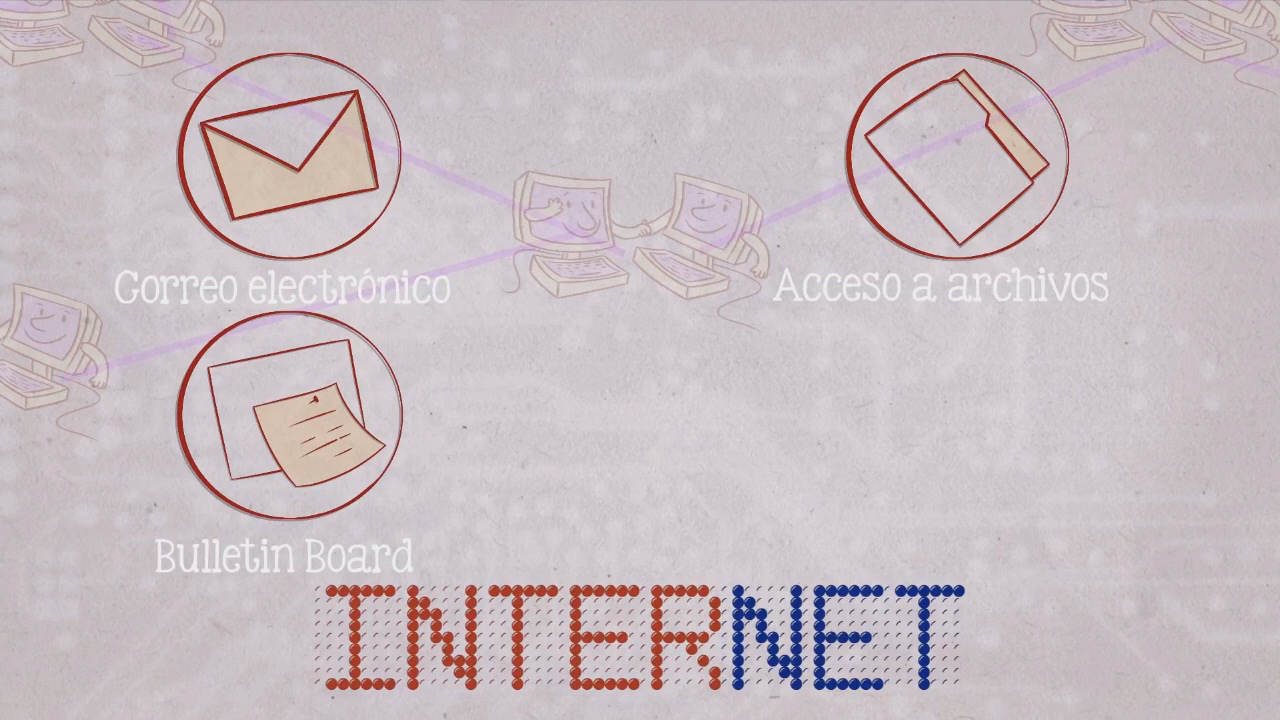 Correo electrónico
Acceso a archivos
Bulletin Board
INTERNET